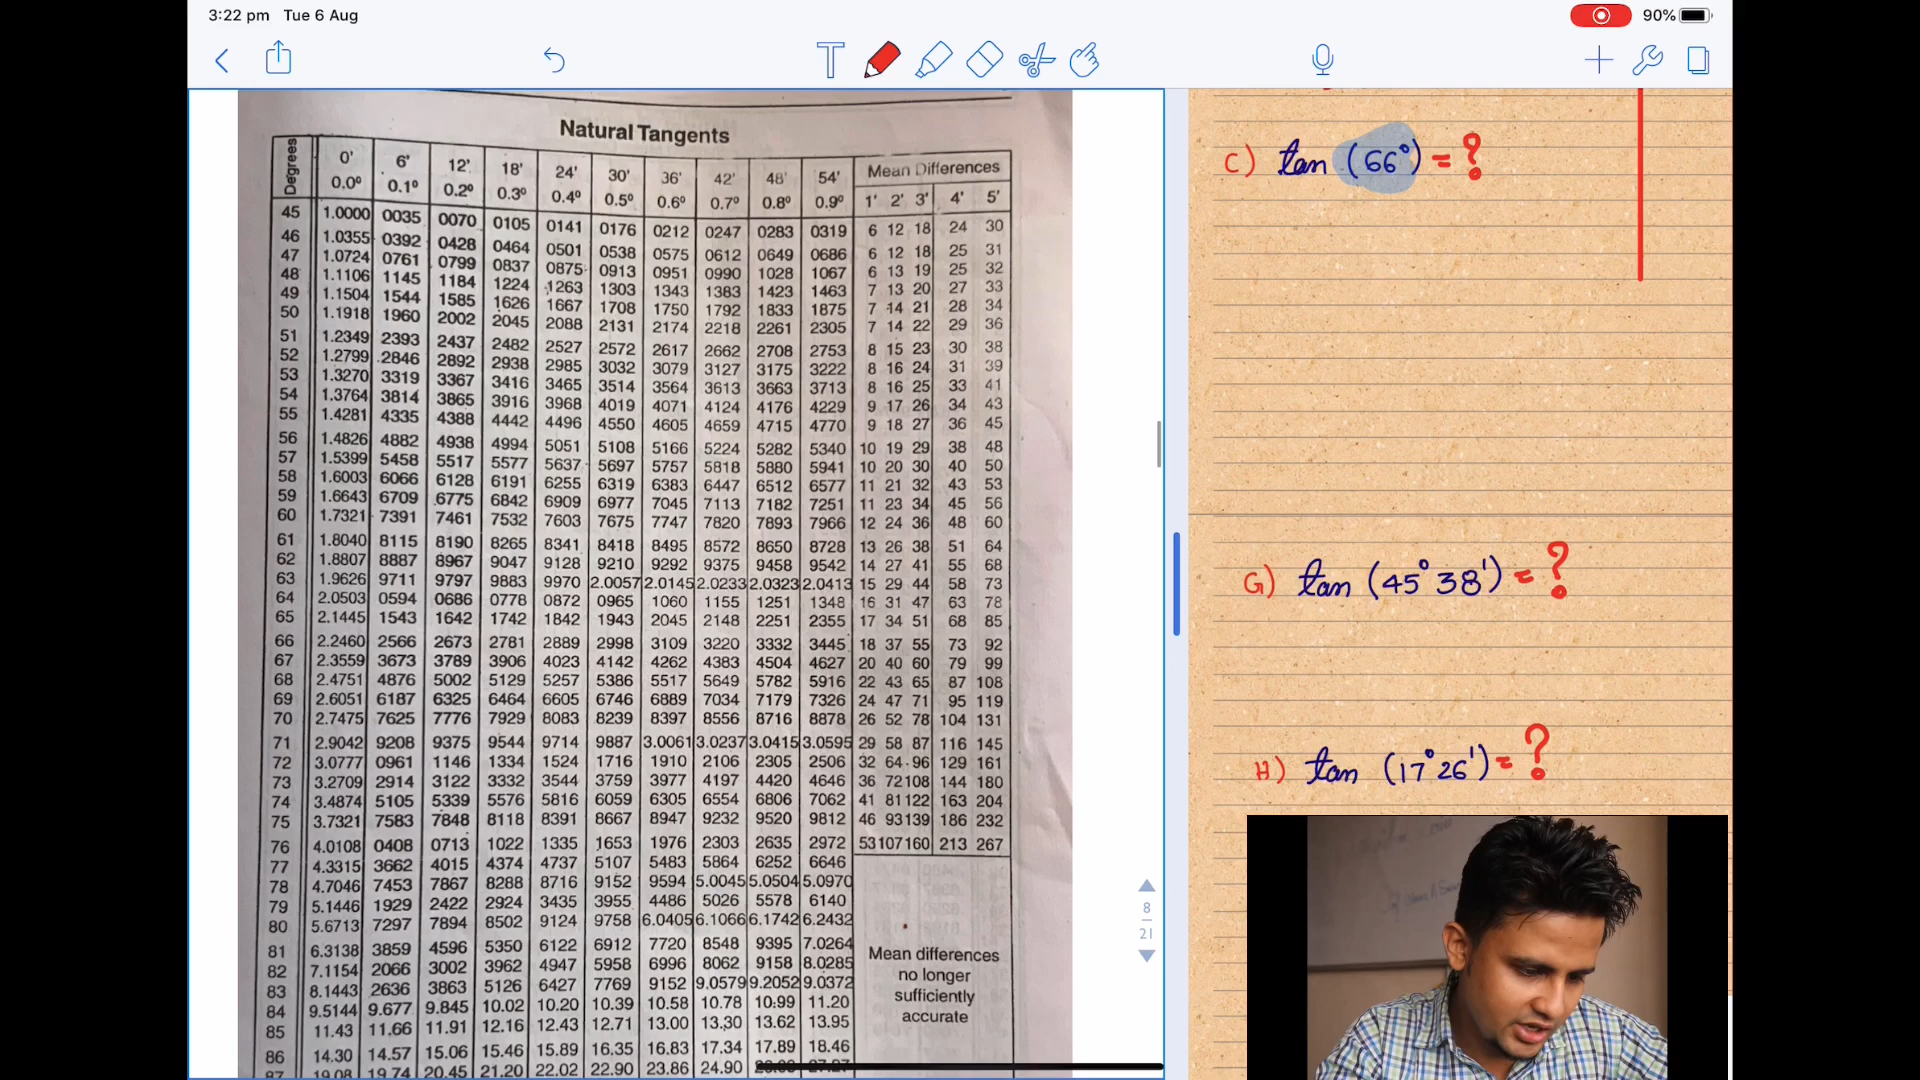 3:22 pm Tue 6 Aug
90%
Natural Tangents
Degrees 0' 6' 12' 18' 24' 30' 36' 42' 48' 54' Mean Differences
0.0° 0.1° 0.2° 0.3° 0.4° 0.5° 0.6° 0.7° 0.8° 0.9° 1' 2' 3' 4' 5'
45 1.0000 0035 0070 0105 0141 0176 0212 0247 0283 0319 6 12 18 24 30
46 1.0355 0392 0428 0464 0501 0538 0575 0612 0649 0686 6 12 18 25 31
47 1.0724 0761 0799 0837 0875 0913 0951 0990 1028 1067 6 13 19 25 32
48 1.1106 1145 1184 1224 1263 1303 1343 1383 1423 1463 7 13 20 27 33
49 1.1504 1544 1585 1626 1667 1708 1750 1792 1833 1875 7 14 21 28 34
50 1.1918 1960 2002 2045 2088 2131 2174 2218 2261 2305 7 14 22 29 36
51 1.2349 2393 2437 2482 2527 2572 2617 2662 2708 2753 8 15 23 30 38
52 1.2799 2846 2892 2938 2985 3032 3079 3127 3175 3222 8 16 24 31 39
53 1.3270 3319 3367 3416 3465 3514 3564 3613 3663 3713 8 16 25 33 41
54 1.3764 3814 3865 3916 3968 4019 4071 4124 4176 4229 9 17 26 34 43
55 1.4281 4335 4388 4442 4496 4550 4605 4659 4715 4770 9 18 27 36 45
56 1.4826 4882 4938 4994 5051 5108 5166 5224 5282 5340 10 19 29 38 48
57 1.5399 5458 5517 5577 5637 5697 5757 5818 5880 5941 10 20 30 40 50
58 1.6003 6066 6128 6191 6255 6319 6383 6447 6512 6577 11 21 32 43 53
59 1.6643 6709 6775 6842 6909 6977 7045 7113 7182 7251 11 23 34 45 56
60 1.7321 7391 7461 7532 7603 7675 7747 7820 7893 7966 12 24 36 48 60
61 1.8040 8115 8190 8265 8341 8418 8495 8572 8650 8728 13 26 38 51 64
62 1.8807 8887 8967 9047 9128 9210 9292 9375 9458 9542 14 27 41 55 68
63 1.9626 9711 9797 9883 9970 2.0057 2.0145 2.0233 2.0323 2.0413 15 29 44 58 73
64 2.0503 0594 0686 0778 0872 0965 1060 1155 1251 1348 16 31 47 63 78
65 2.1445 1543 1642 1742 1842 1943 2045 2148 2251 2355 17 34 51 68 85
66 2.2460 2566 2673 2781 2889 2998 3109 3220 3332 3445 18 37 55 73 92
67 2.3559 3673 3789 3906 4023 4142 4262 4383 4504 4627 20 40 60 79 99
68 2.4751 4876 5002 5129 5257 5386 5517 5649 5782 5916 22 43 65 87 108
69 2.6051 6187 6325 6464 6605 6746 6889 7034 7179 7326 24 47 71 95 119
70 2.7475 7625 7776 7929 8083 8239 8397 8556 8716 8878 26 52 78 104 131
71 2.9042 9208 9375 9544 9714 9887 3.0061 3.0237 3.0415 3.0595 29 58 87 116 145
72 3.0777 0961 1146 1334 1524 1716 1910 2106 2305 2506 32 64 96 129 161
73 3.2709 2914 3122 3332 3544 3759 3977 4197 4420 4646 36 72 108 144 180
74 3.4874 5105 5339 5576 5816 6059 6305 6554 6806 7062 41 81 122 163 204
75 3.7321 7583 7848 8118 8391 8667 8947 9232 9520 9812 46 93 139 186 232
76 4.0108 0408 0713 1022 1335 1653 1976 2303 2635 2972 53 107 160 213 267
77 4.3315 3662 4015 4374 4737 5107 5483 5864 6252 6646
78 4.7046 7453 7867 8288 8716 9152 9594 5.0045 5.0504 5.0970
79 5.1446 1929 2422 2924 3435 3955 4486 5026 5578 6140
80 5.6713 7297 7894 8502 9124 9758 6.0405 6.1066 6.1742 6.2432
81 6.3138 3859 4596 5350 6122 6912 7720 8548 9395 7.0264
82 7.1154 2066 3002 3962 4947 5958 6996 8062 9158 8.0285
83 8.1443 2636 3863 5126 6427 7769 9152 9.0579 9.2052 9.0372
84 9.5144 9.677 9.845 10.02 10.20 10.39 10.58 10.78 10.99 11.20
85 11.43 11.66 11.91 12.16 12.43 12.71 13.00 13.30 13.62 13.95
86 14.30 14.57 15.06 15.46 15.89 16.35 16.83 17.34 17.89 18.46
87 19.08 19.74 20.45 21.20 22.02 22.90 23.86 24.90
Mean differences
no longer
sufficiently
accurate
8
21
C) tan (66°) = ?
G) tan (45° 38') = ?
H) tan (17° 26') = ?